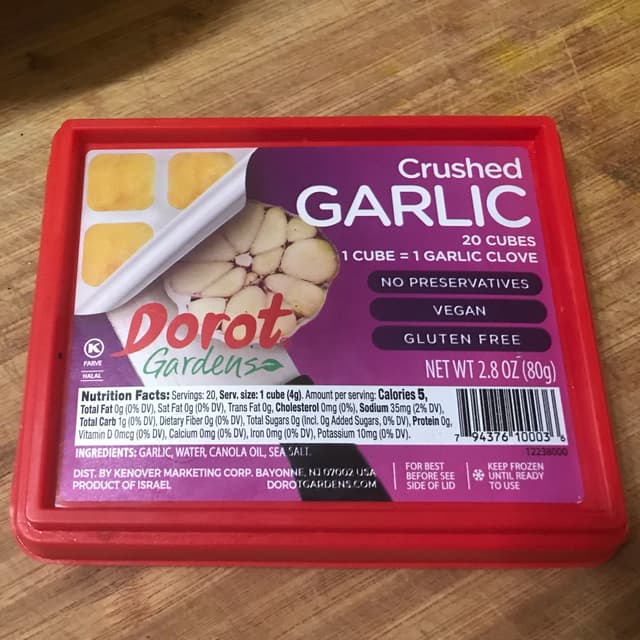 Crushed
GARLIC
20 CUBES
1 CUBE = 1 GARLIC CLOVE
NO PRESERVATIVES
VEGAN
GLUTEN FREE
Dorot
Gardens
K
PARVE
HALAL
NET WT 2.8 OZ (80g)
Nutrition Facts: Servings: 20, Serv. size: 1 cube (4g). Amount per serving: Calories 5,
Total Fat 0g (0% DV), Sat Fat 0g (0% DV), Trans Fat 0g, Cholesterol 0mg (0%), Sodium 35mg (2% DV),
Total Carb 1g (0% DV), Dietary Fiber 0g (0% DV), Total Sugars 0g (Incl. 0g Added Sugars, 0% DV), Protein 0g,
Vitamin D 0mcg (0% DV), Calcium 0mg (0% DV), Iron 0mg (0% DV), Potassium 10mg (0% DV).
7 94376 10003 8
12238000
INGREDIENTS: GARLIC, WATER, CANOLA OIL, SEA SALT.
DIST. BY KENOVER MARKETING CORP. BAYONNE, NJ 07002 USA
PRODUCT OF ISRAEL
DOROTGARDENS.COM
FOR BEST
BEFORE SEE
SIDE OF LID
KEEP FROZEN
UNTIL READY
TO USE